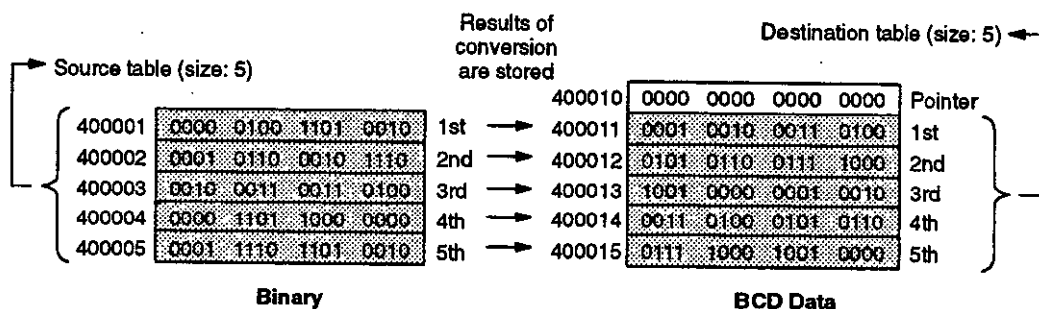 Results of conversion are stored
Destination table (size: 5)
Source table (size: 5)
400010 0000 0000 0000 0000 Pointer
400001 0000 0100 1101 0010 1st 400011 0001 0010 0011 0100 1st
400002 0001 0110 0010 1110 2nd 400012 0101 0110 0111 1000 2nd
400003 0010 0011 0011 0100 3rd 400013 1001 0000 0001 0010 3rd
400004 0000 1101 1000 0000 4th 400014 0011 0100 0101 0110 4th
400005 0001 1110 1101 0010 5th 400015 0111 1000 1001 0000 5th
Binary
BCD Data